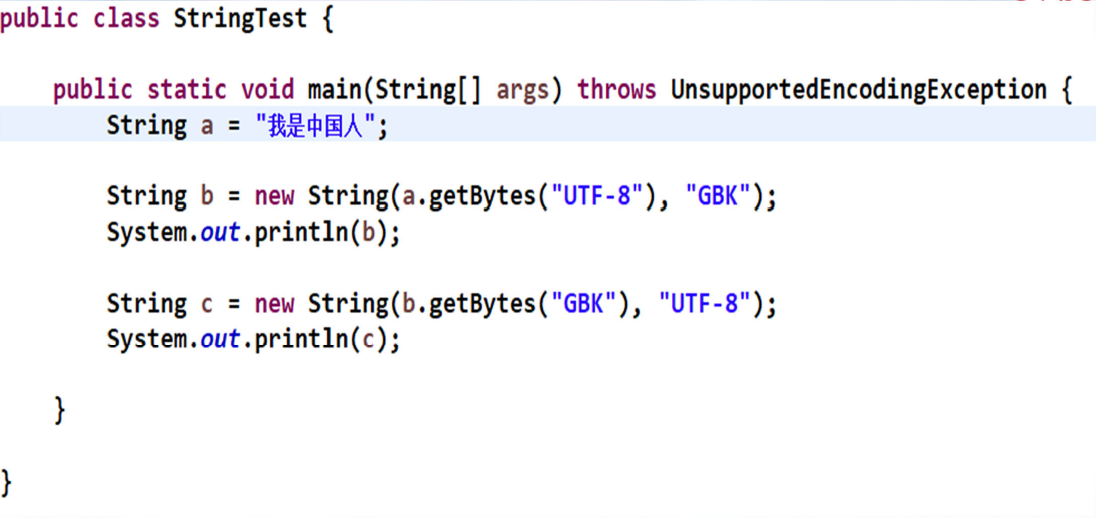 public class StringTest {
public static void main(String[] args) throws UnsupportedEncodingException {
String a = "我是中国人";
String b = new String(a.getBytes("UTF-8"), "GBK");
System.out.println(b);
String c = new String(b.getBytes("GBK"), "UTF-8");
System.out.println(c);
}
}